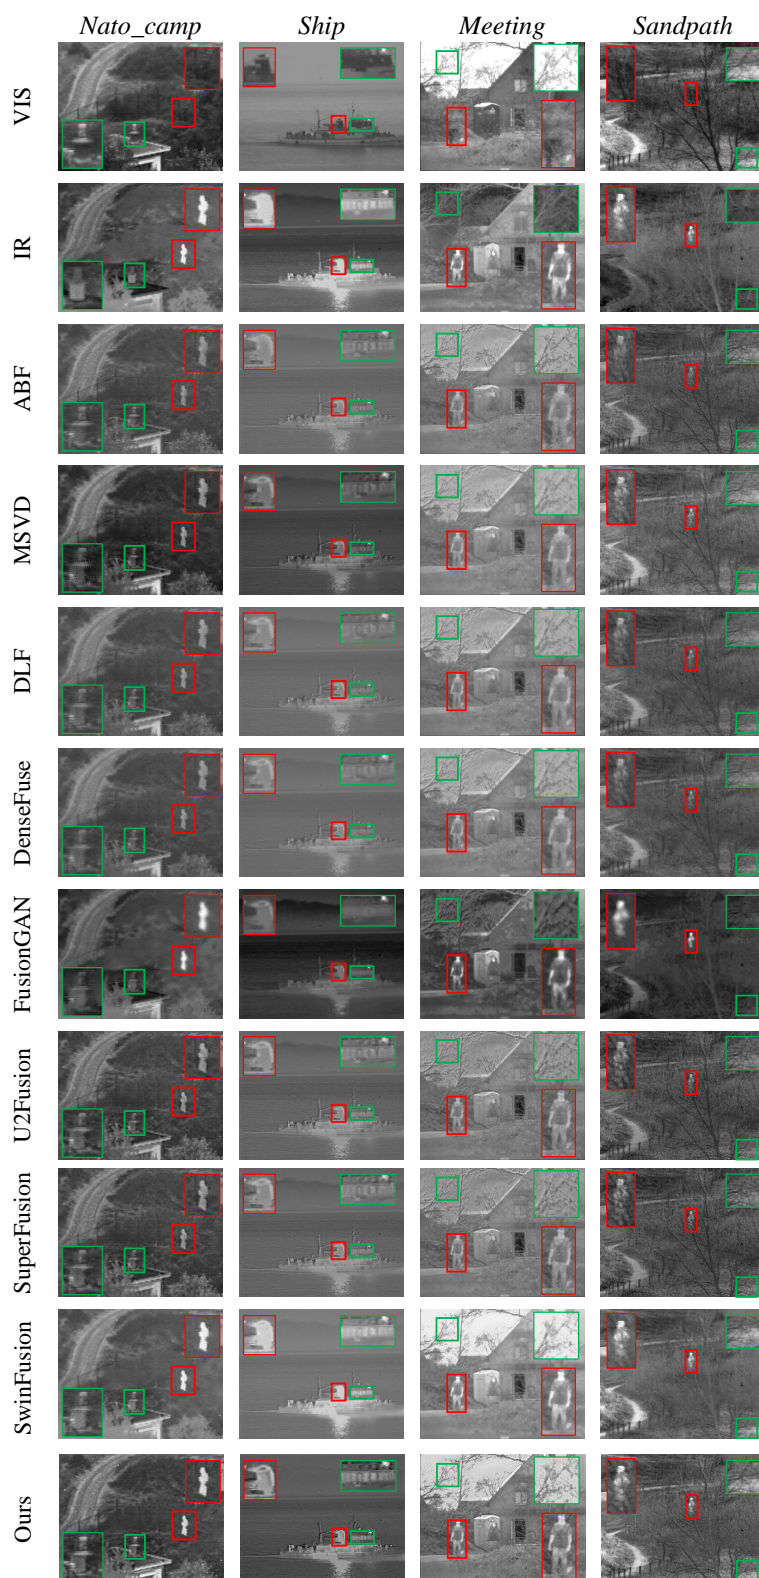 Nato_camp Ship Meeting Sandpath
VIS
IR
ABF
MSVD
DLF
DenseFuse
FusionGAN
U2Fusion
SuperFusion
SwinFusion
Ours